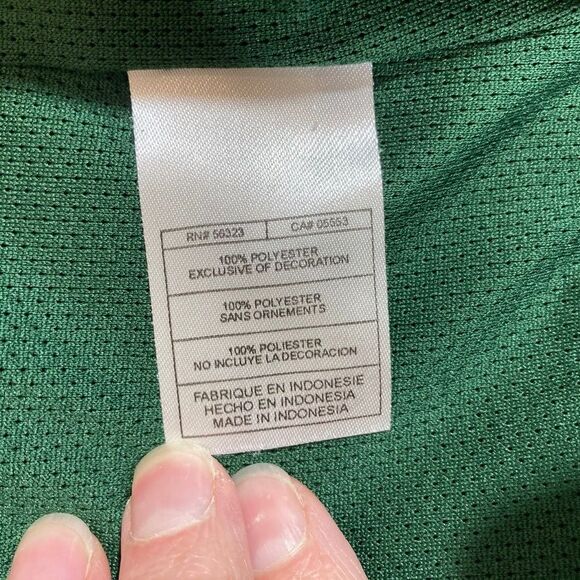 RN# 56323 CA# 05553
100% POLYESTER
EXCLUSIVE OF DECORATION
100% POLYESTER
SANS ORNEMENTS
100% POLIESTER
NO INCLUYE LA DECORACION
FABRIQUE EN INDONESIE
HECHO EN INDONESIA
MADE IN INDONESIA